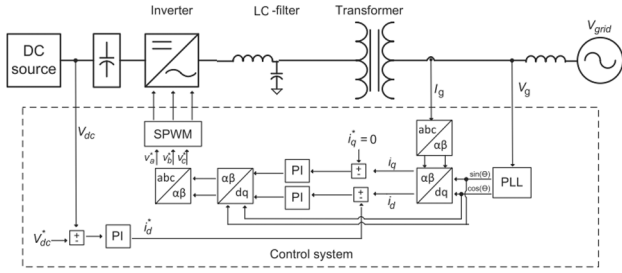 Inverter
LC-filter
Transformer
V_grid
DC
source
I_g
V_g
V_dc
SPWM
v*_a v*_b v*_c
abc
αβ
αβ
dq
PI
PI
i*_q = 0
i_q
i_d
abc
αβ
αβ
dq
sin(Θ)
cos(Θ)
PLL
V*_dc
PI
i*_d
Control system